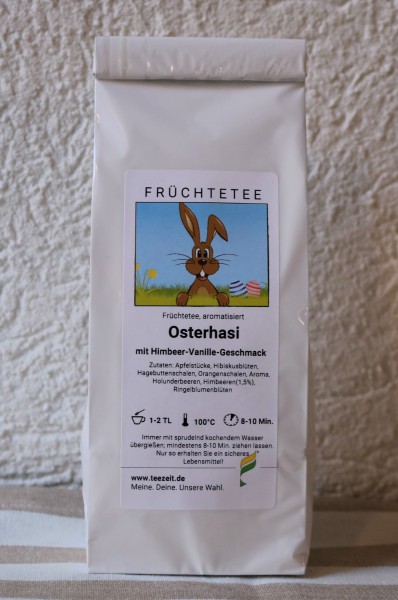 FRÜCHTETEE
Früchtetee, aromatisiert
Osterhasi
mit Himbeer-Vanille-Geschmack
Zutaten: Apfelstücke, Hibiskusblüten,
Hagebuttenschalen, Orangenschalen, Aroma,
Holunderbeeren, Himbeeren(1,5%),
Ringelblumenblüten
1-2 TL 100°C 8-10 Min.
Immer mit sprudelnd kochendem Wasser
übergießen; mindestens 8-10 Min. ziehen lassen.
Nur so erhalten Sie ein sicheres
Lebensmittel!
www.teezeit.de
Meine. Deine. Unsere Wahl.